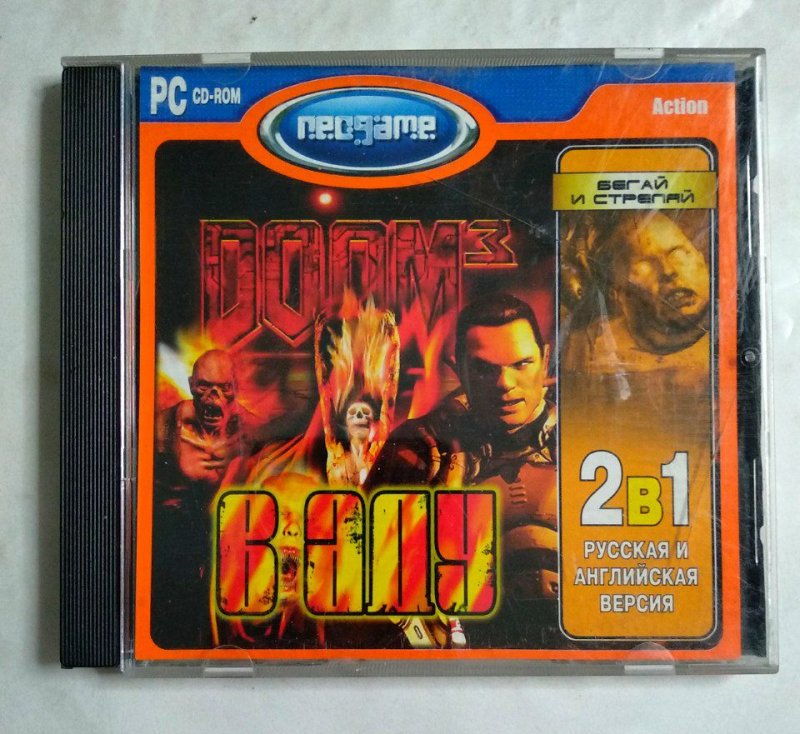 PC CD-ROM
neogame
Action
БЕГАЙ
И СТРЕЛЯЙ
DOOM³
В АДУ
2в1
РУССКАЯ И
АНГЛИЙСКАЯ
ВЕРСИЯ